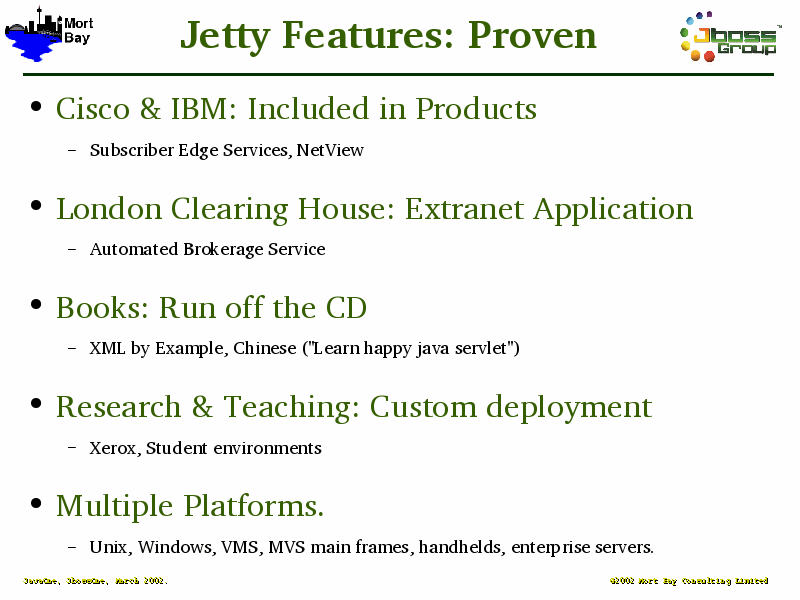 Mort
Bay
Jetty Features: Proven
Jboss
Group
™
• Cisco & IBM: Included in Products
– Subscriber Edge Services, NetView
• London Clearing House: Extranet Application
– Automated Brokerage Service
• Books: Run off the CD
– XML by Example, Chinese ("Learn happy java servlet")
• Research & Teaching: Custom deployment
– Xerox, Student environments
• Multiple Platforms.
– Unix, Windows, VMS, MVS main frames, handhelds, enterprise servers.
JavaOne, JbossOne, March 2002.
©2002 Mort Bay Consulting Limited